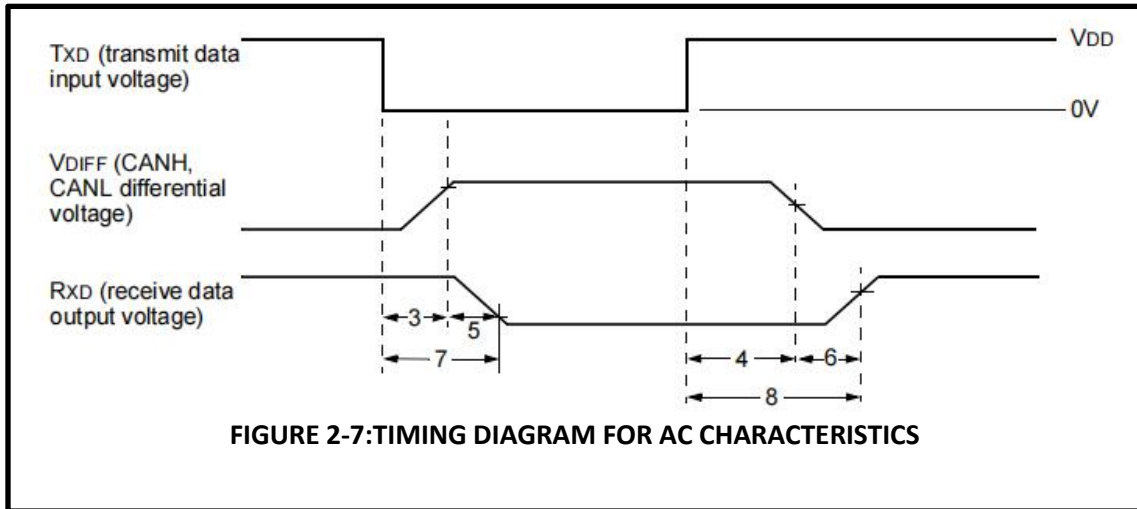 TXD (transmit data
input voltage)
VDD
0V
VDIFF (CANH,
CANL differential
voltage)
RXD (receive data
output voltage)
3
5
7
4
6
8
FIGURE 2-7:TIMING DIAGRAM FOR AC CHARACTERISTICS